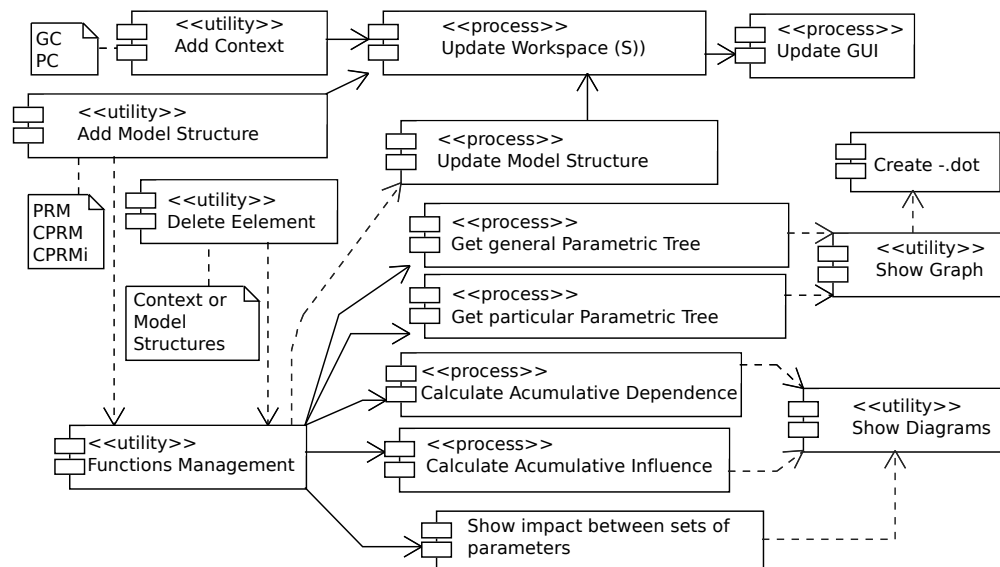 GC
PC
<<utility>>
Add Context
<<process>>
Update Workspace (S))
<<process>>
Update GUI
<<utility>>
Add Model Structure
<<process>>
Update Model Structure
Create -.dot
PRM
CPRM
CPRMi
<<utility>>
Delete Eelement
<<process>>
Get general Parametric Tree
<<utility>>
Show Graph
Context or
Model
Structures
<<process>>
Get particular Parametric Tree
<<process>>
Calculate Acumulative Dependence
<<utility>>
Show Diagrams
<<utility>>
Functions Management
<<process>>
Calculate Acumulative Influence
Show impact between sets of
parameters